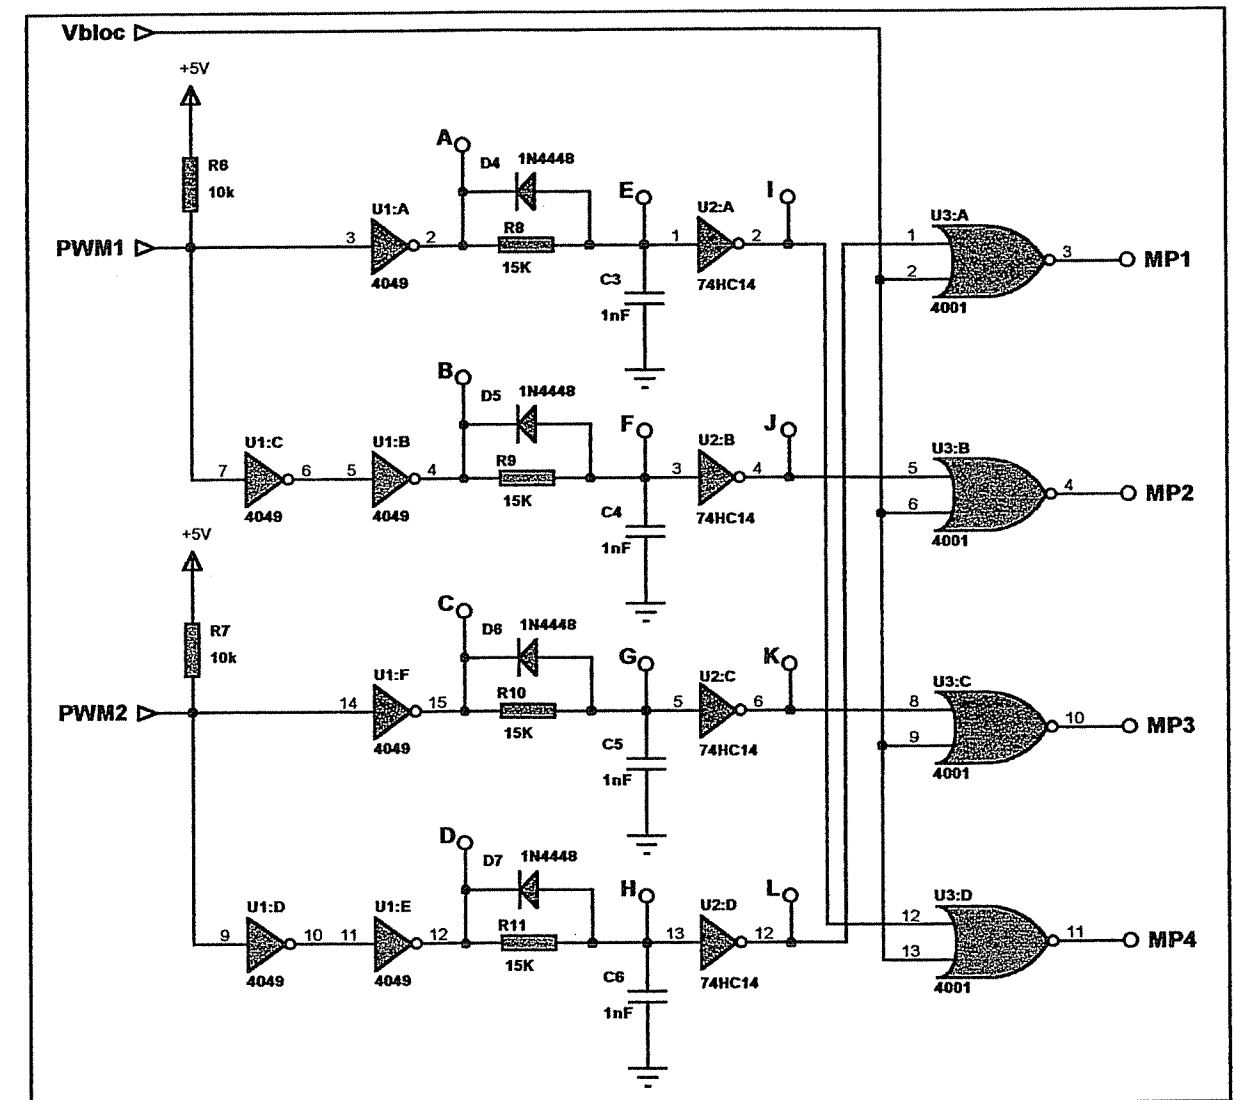 Vbloc
+5V
R6
10k
PWM1
3
U1:A
2
4049
A
D4
1N4448
R8
15K
E
C3
1nF
1
U2:A
2
74HC14
I
1
2
U3:A
3
4001
MP1
7
U1:C
6
4049
5
U1:B
4
4049
B
D5
1N4448
R9
15K
F
C4
1nF
3
U2:B
4
74HC14
J
5
6
U3:B
4
4001
MP2
+5V
R7
10k
PWM2
14
U1:F
15
4049
C
D6
1N4448
R10
15K
G
C5
1nF
5
U2:C
6
74HC14
K
8
9
U3:C
10
4001
MP3
9
U1:D
10
4049
11
U1:E
12
4049
D
D7
1N4448
R11
15K
H
C6
1nF
13
U2:D
12
74HC14
L
12
13
U3:D
11
4001
MP4